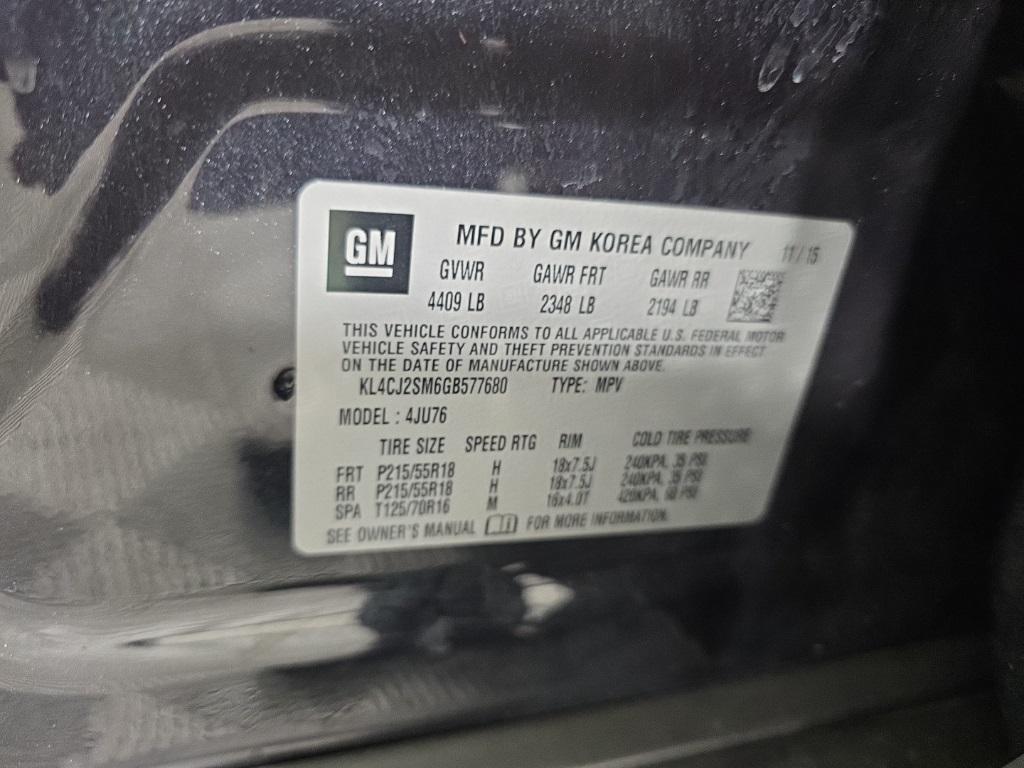 GM
MFD BY GM KOREA COMPANY 11/15
GVWR GAWR FRT GAWR RR
4409 LB 2348 LB 2194 LB
THIS VEHICLE CONFORMS TO ALL APPLICABLE U.S. FEDERAL MOTOR
VEHICLE SAFETY AND THEFT PREVENTION STANDARDS IN EFFECT
ON THE DATE OF MANUFACTURE SHOWN ABOVE.
KL4CJ2SM6GB577680 TYPE: MPV
MODEL : 4JU76
TIRE SIZE SPEED RTG RIM COLD TIRE PRESSURE
FRT P215/55R18 H 18x7.5J 240KPA, 35 PSI
RR P215/55R18 H 18x7.5J 240KPA, 35 PSI
SPA T125/70R16 M 16x4.0T 420KPA, 60 PSI
SEE OWNER'S MANUAL FOR MORE INFORMATION.